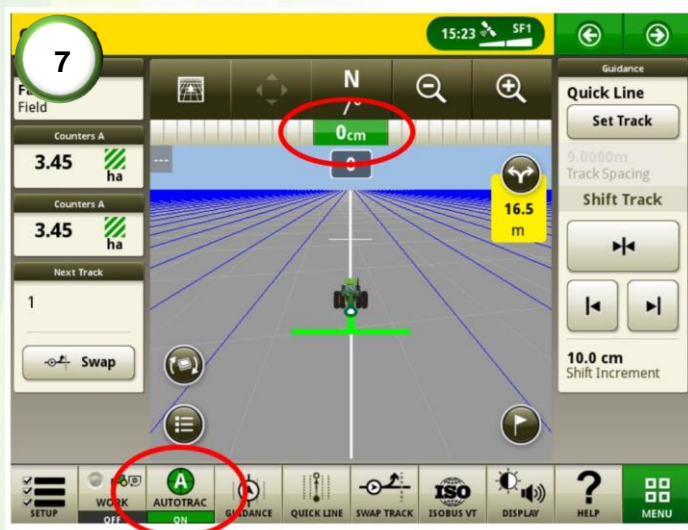 7
15:23 SF1
Field
Counters A
3.45 ha
Counters A
3.45 ha
Next Track
1
Swap
N
0cm
0
---
16.5
m
Guidance
Quick Line
Set Track
9.0000m
Track Spacing
Shift Track
10.0 cm
Shift Increment
SETUP
WORK
OFF
A
AUTOTRAC
ON
GUIDANCE
QUICK LINE
SWAP TRACK
ISO
ISOBUS VT
DISPLAY
?
HELP
MENU